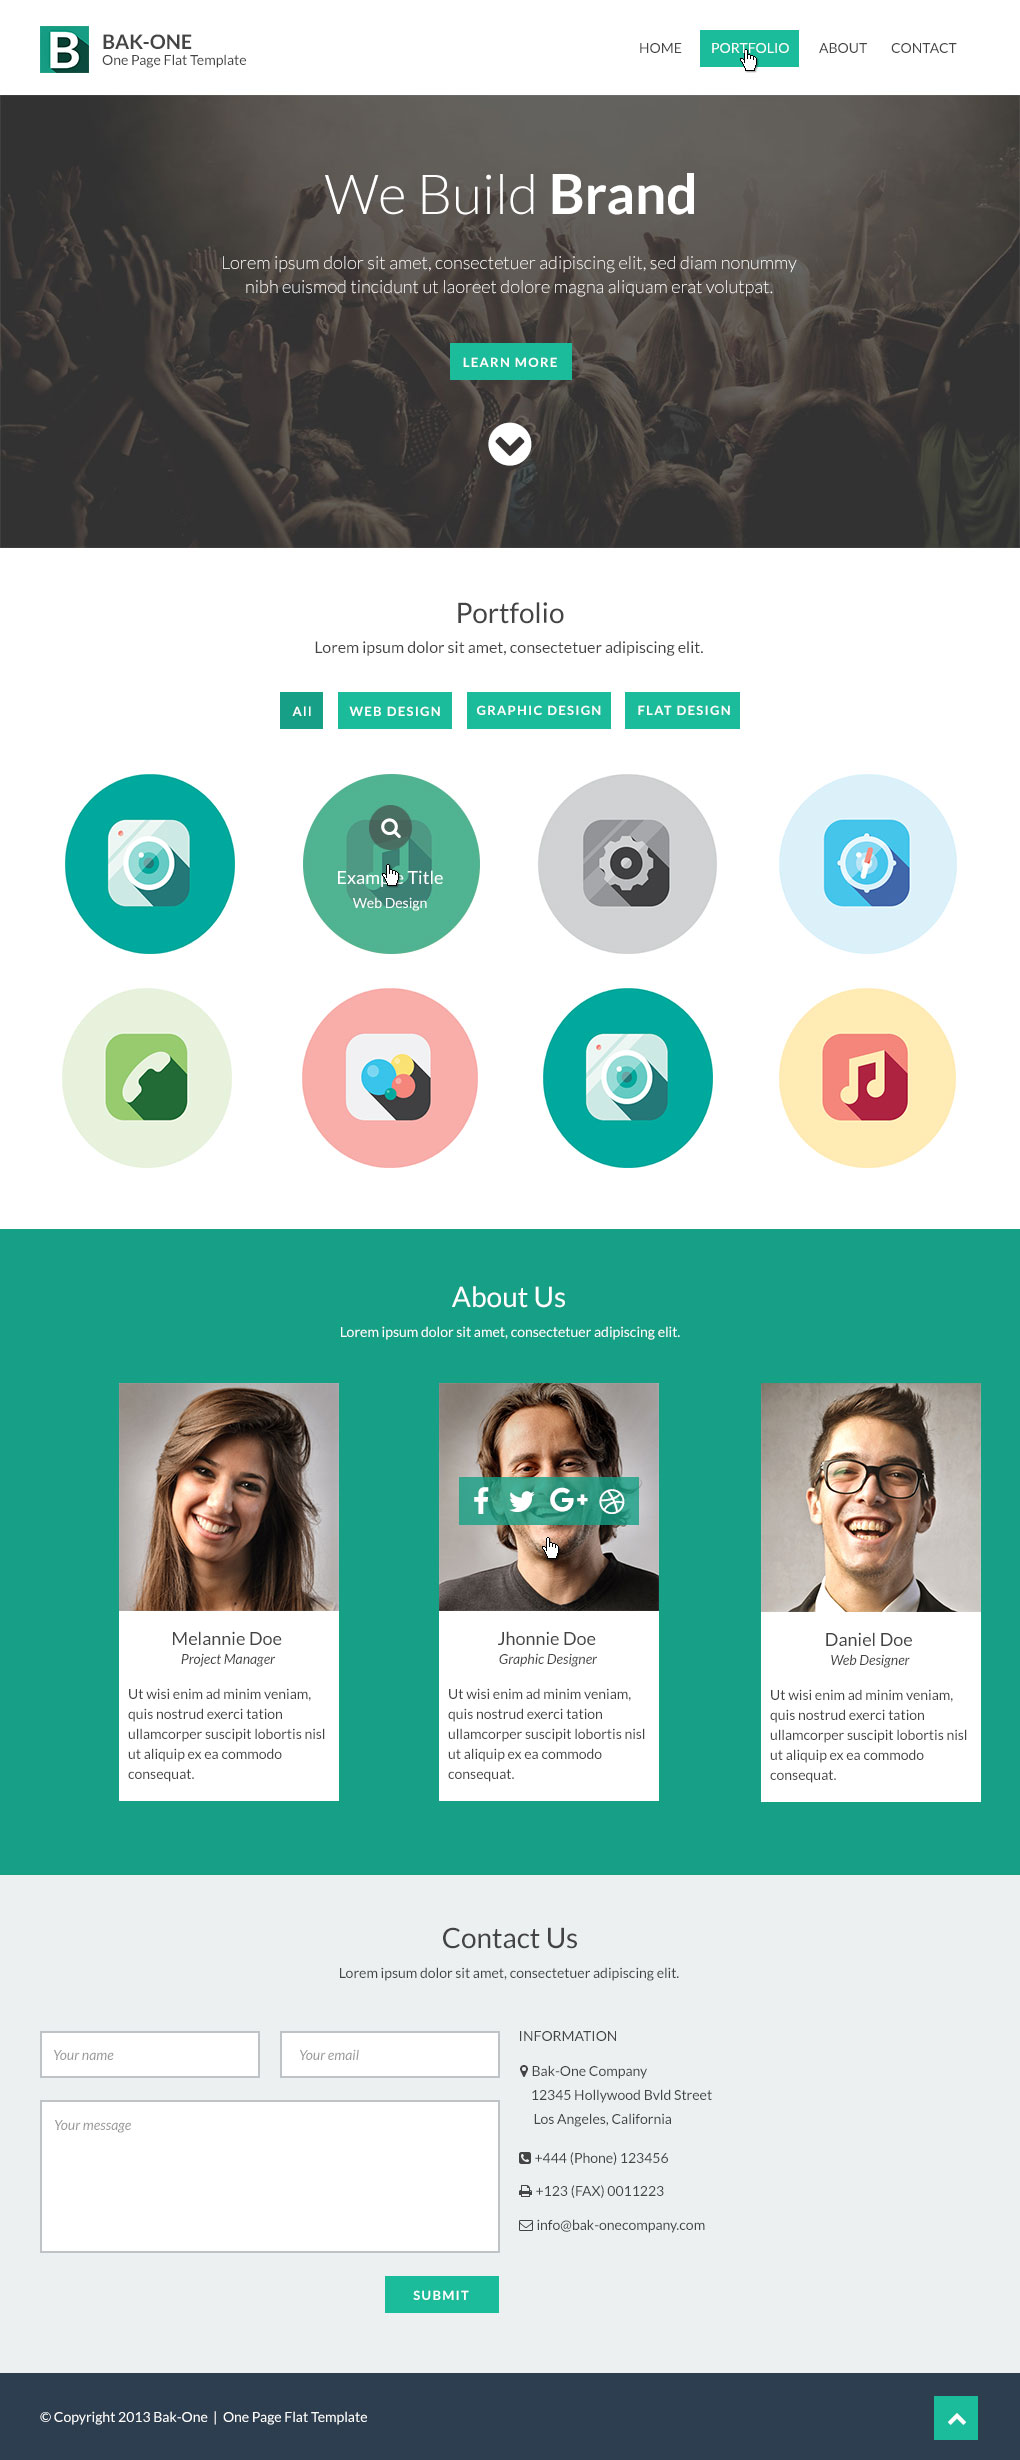 B
BAK-ONE
One Page Flat Template
HOME PORTFOLIO ABOUT CONTACT
We Build Brand
Lorem ipsum dolor sit amet, consectetuer adipiscing elit, sed diam nonummy
nibh euismod tincidunt ut laoreet dolore magna aliquam erat volutpat.
LEARN MORE
Portfolio
Lorem ipsum dolor sit amet, consectetuer adipiscing elit.
All WEB DESIGN GRAPHIC DESIGN FLAT DESIGN
Example Title
Web Design
About Us
Lorem ipsum dolor sit amet, consectetuer adipiscing elit.
Melannie Doe
Project Manager
Ut wisi enim ad minim veniam,
quis nostrud exerci tation
ullamcorper suscipit lobortis nisl
ut aliquip ex ea commodo
consequat.
f G+
Jhonnie Doe
Graphic Designer
Ut wisi enim ad minim veniam,
quis nostrud exerci tation
ullamcorper suscipit lobortis nisl
ut aliquip ex ea commodo
consequat.
Daniel Doe
Web Designer
Ut wisi enim ad minim veniam,
quis nostrud exerci tation
ullamcorper suscipit lobortis nisl
ut aliquip ex ea commodo
consequat.
Contact Us
Lorem ipsum dolor sit amet, consectetuer adipiscing elit.
Your name
Your email
Your message
SUBMIT
INFORMATION
Bak-One Company
12345 Hollywood Bvld Street
Los Angeles, California
+444 (Phone) 123456
+123 (FAX) 0011223
info@bak-onecompany.com
© Copyright 2013 Bak-One | One Page Flat Template